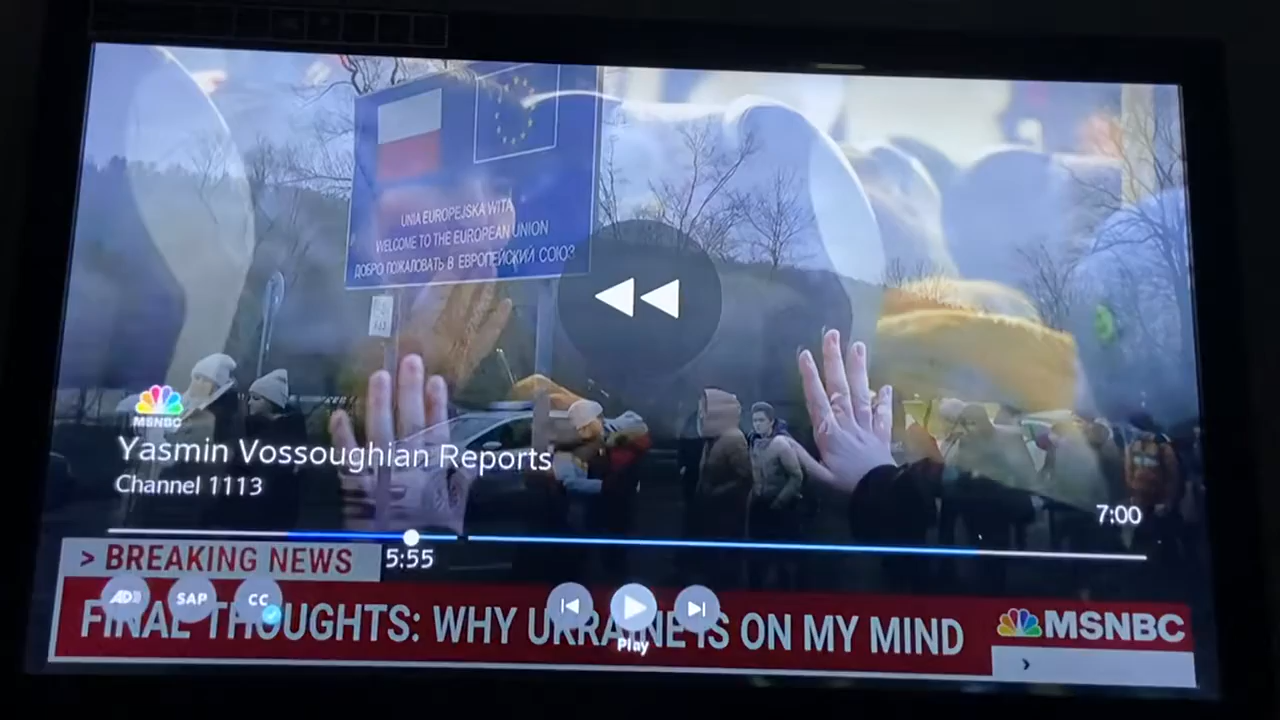 UNIA EUROPEJSKA WITA
WELCOME TO THE EUROPEAN UNION
ДОБРО ПОЖАЛОВАТЬ В ЕВРОПЕЙСКИЙ СОЮЗ
MSNBC
Yasmin Vossoughian Reports
Channel 1113
7:00
5:55
> BREAKING NEWS
AD SAP CC
FINAL THOUGHTS: WHY UKRAINE IS ON MY MIND
MSNBC
Play